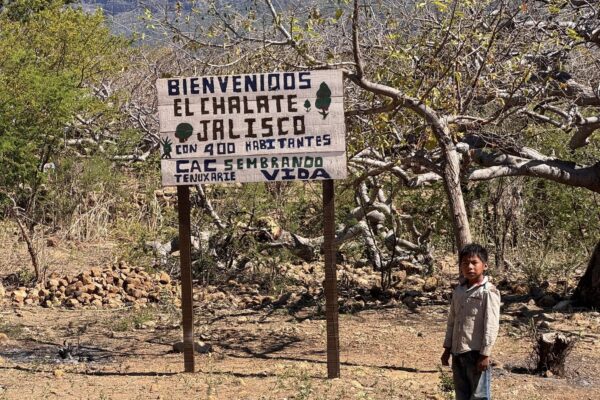 BIENVENIDOS
EL CHALATE
JALISCO
CON 400 HABITANTES
CAC SEMBRANDO
TENUXARIE VIDA